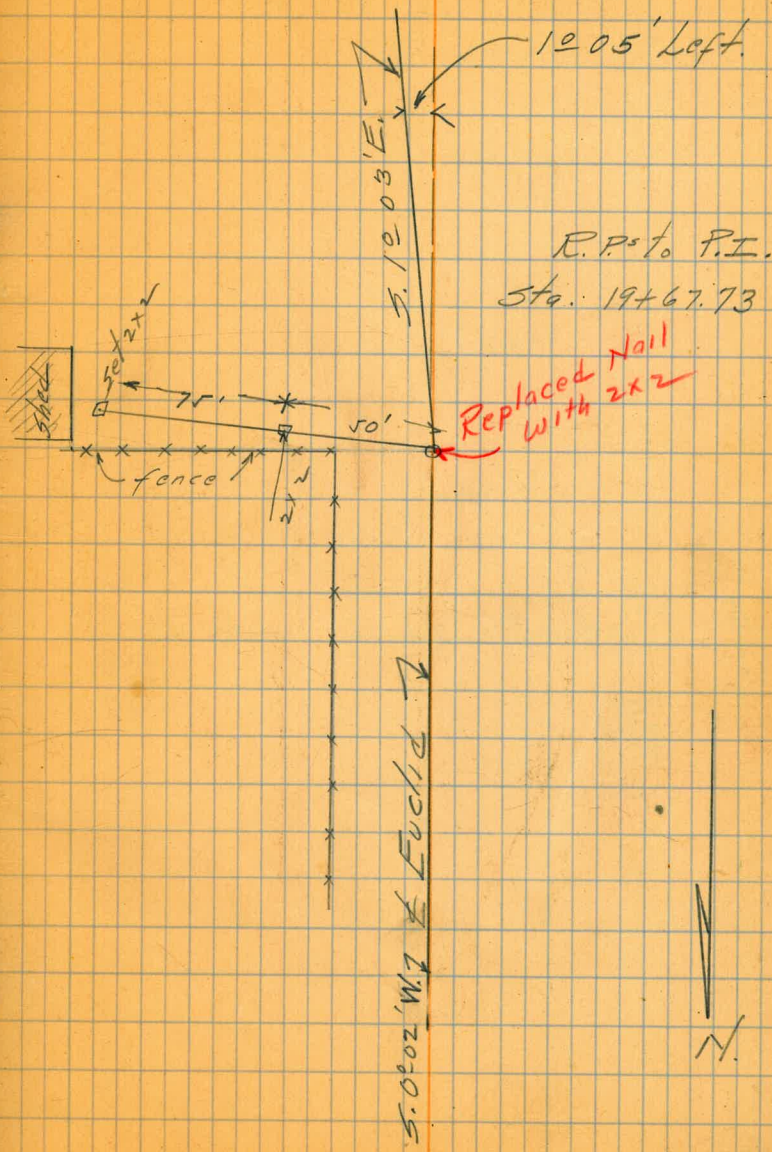 1º 05' Left.
S. 1º 03' E.
R.P.s to P.I.
Sta. 19+67.73
Replaced Nail
With 2x2
Set 2x2
Shed
75'
50'
fence
2x2
S. 0º-02' W. ℄ Euclid
N.